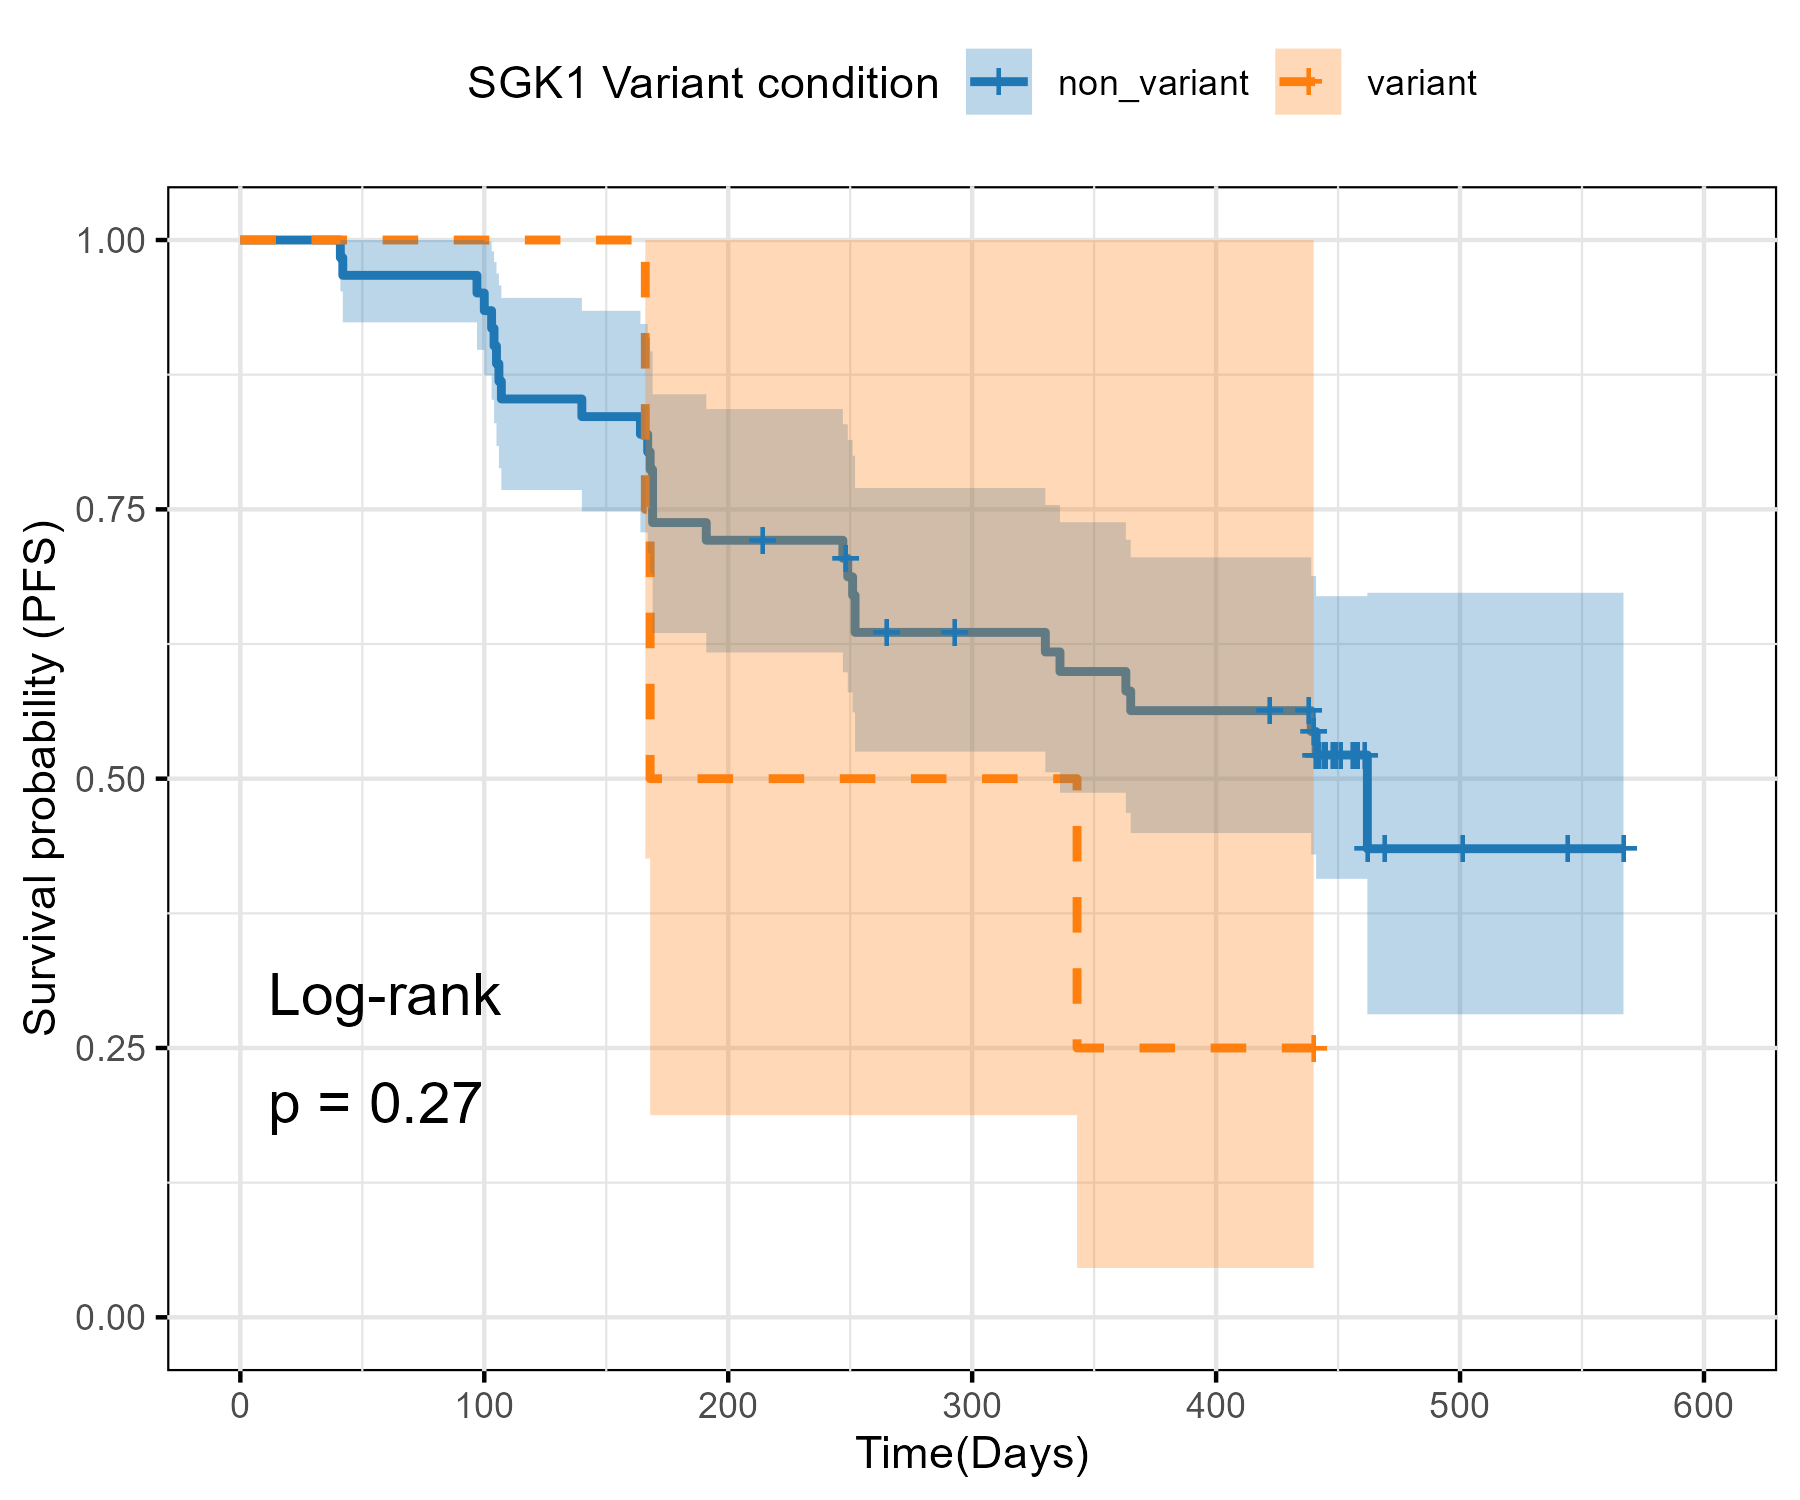 SGK1 Variant condition non_variant variant
1.00
0.75
0.50
0.25
0.00
Survival probability (PFS)
Log-rank
p = 0.27
0 100 200 300 400 500 600
Time(Days)